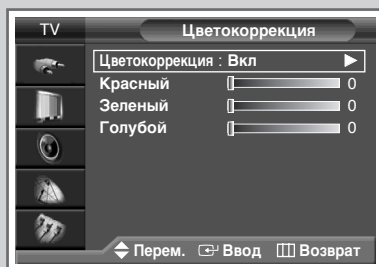 TV Цветокоррекция
Цветокоррекция : Вкл
Красный 0
Зеленый 0
Голубой 0
Перем. Ввод Возврат